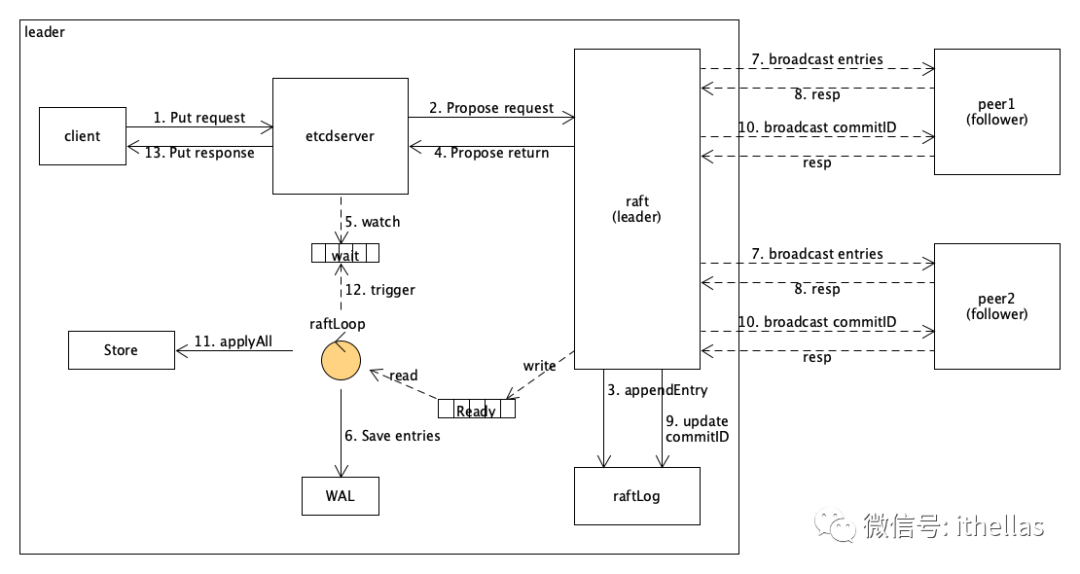 leader
7. broadcast entries
8. resp
10. broadcast commitID
resp
peer1
(follower)
client
1. Put request
13. Put response
etcdserver
2. Propose request
4. Propose return
raft
(leader)
5. watch
wait
12. trigger
raftLoop
7. broadcast entries
8. resp
10. broadcast commitID
resp
peer2
(follower)
Store
11. applyAll
read
write
Ready
3. appendEntry
9. update
commitID
6. Save entries
WAL
raftLog
微信号: ithellas